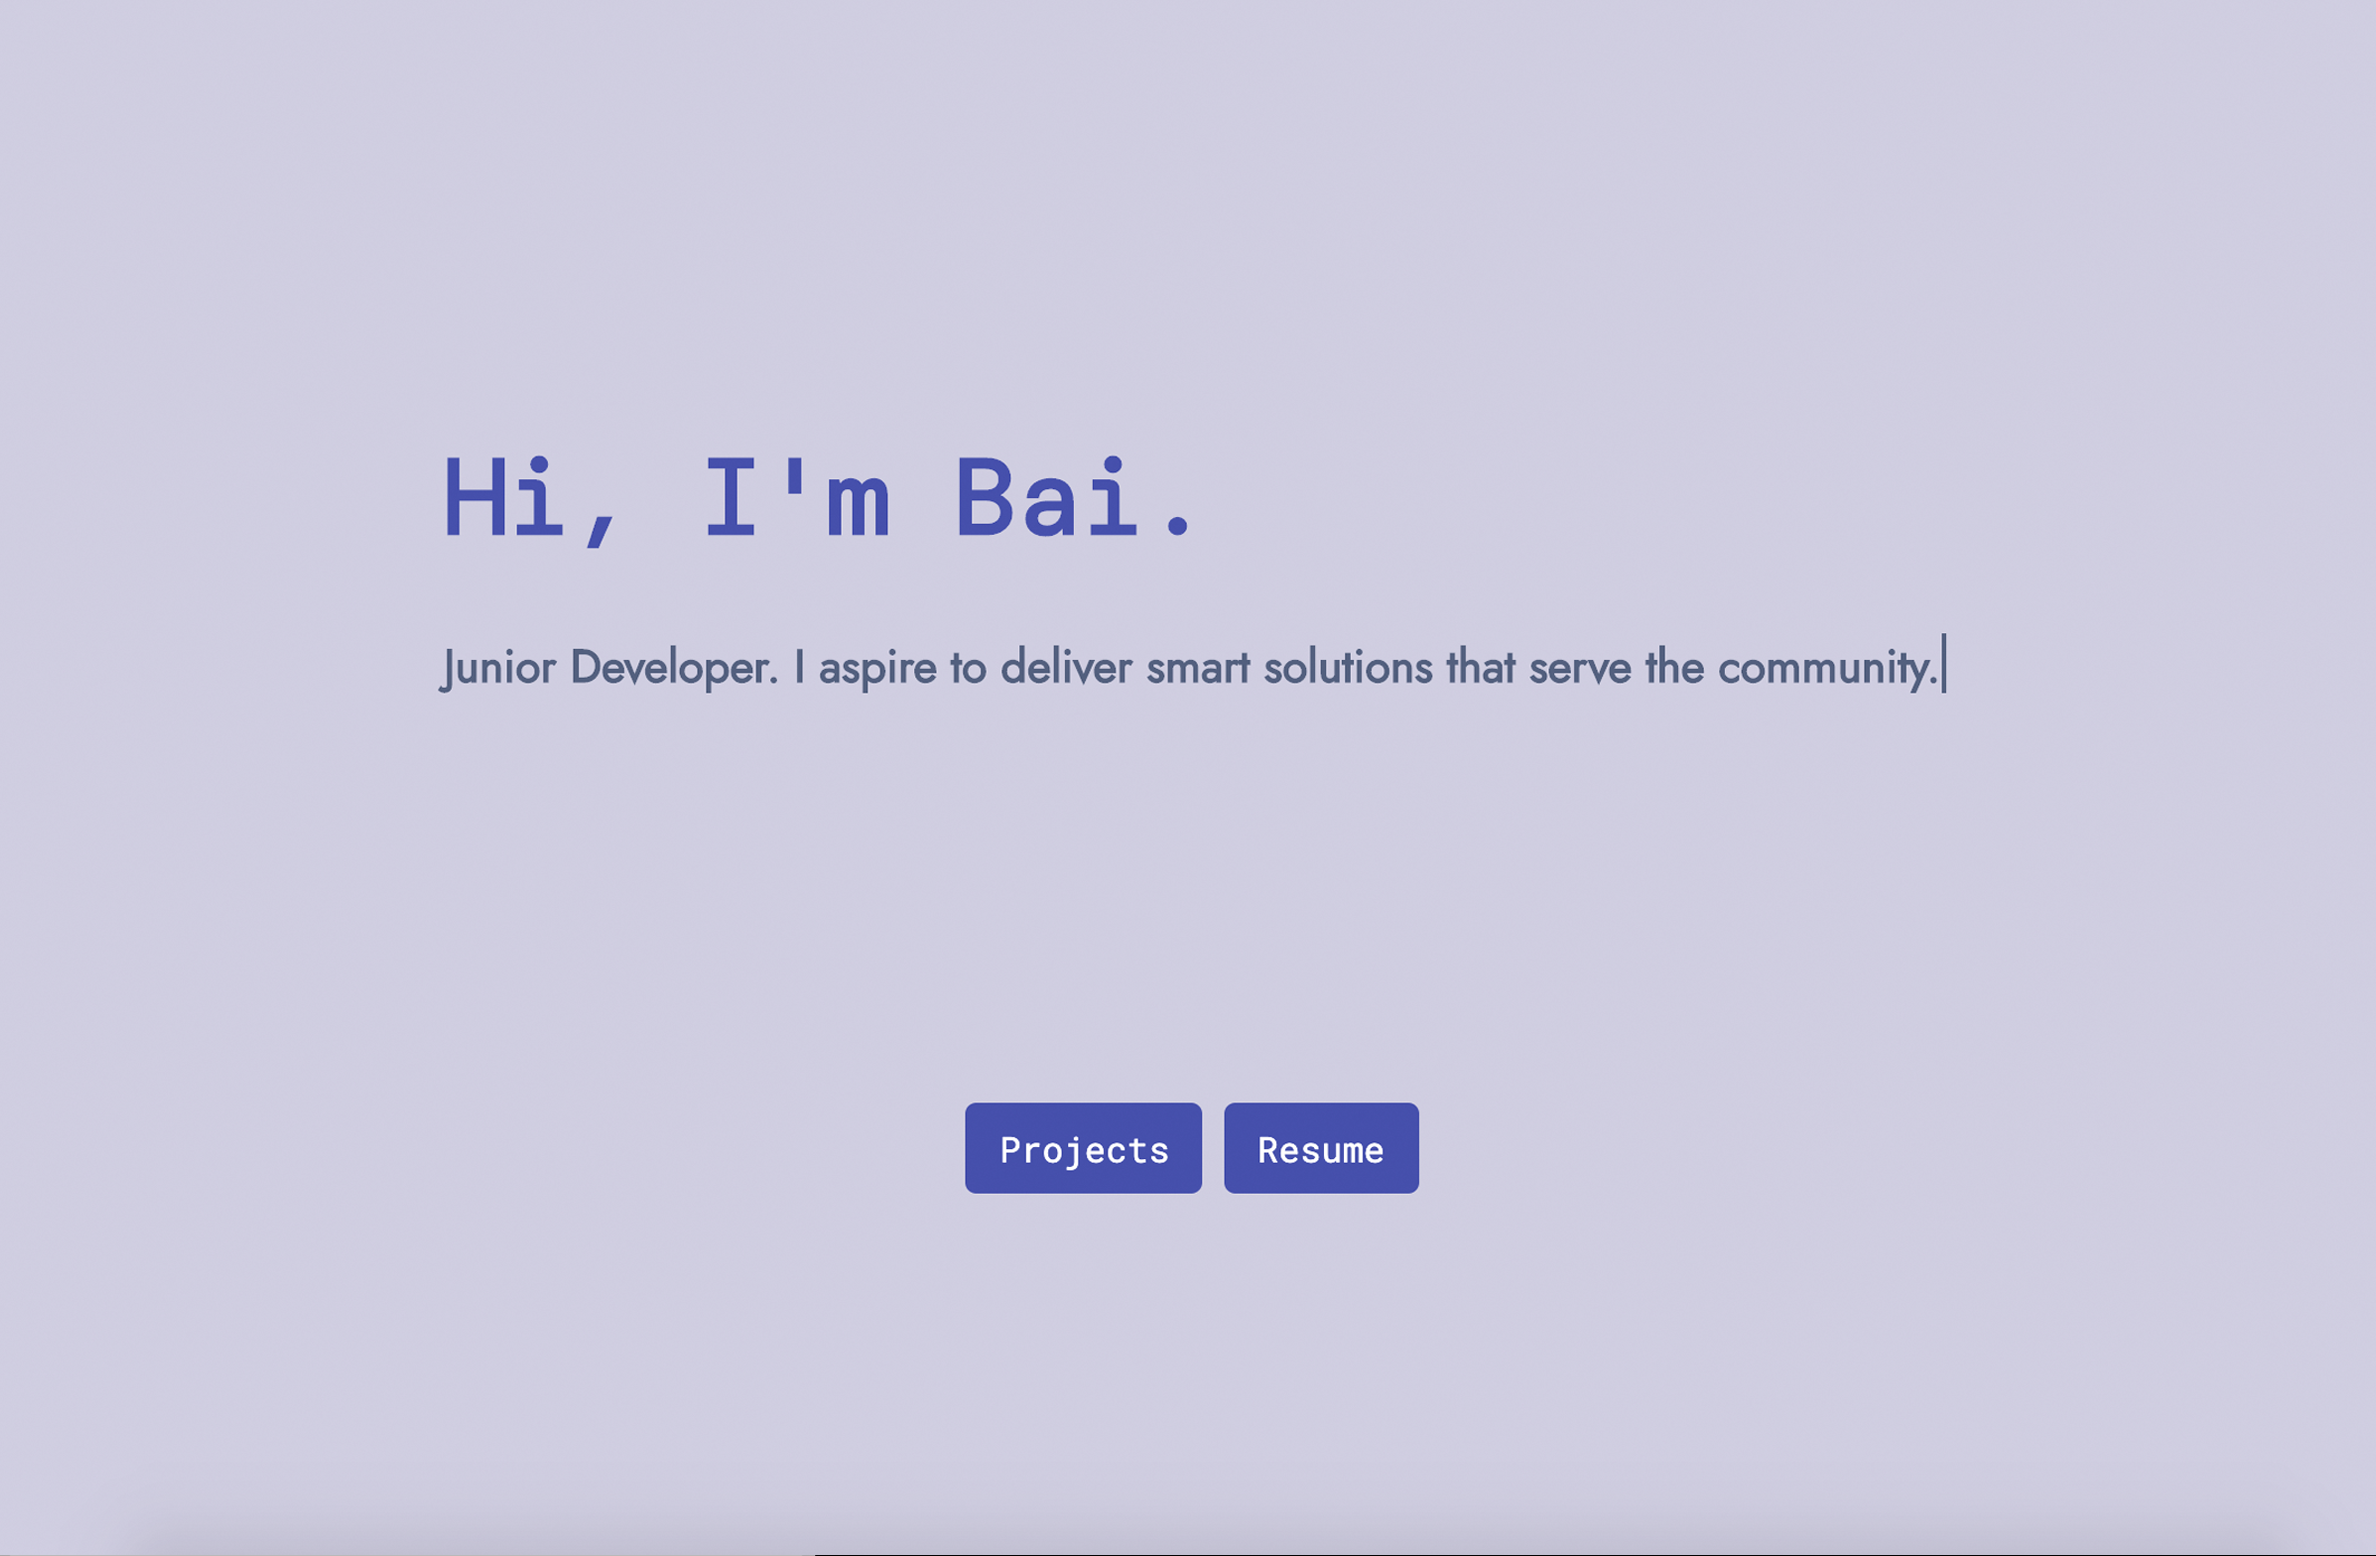 Hi, I'm Bai.
Junior Developer. I aspire to deliver smart solutions that serve the community.
Projects
Resume